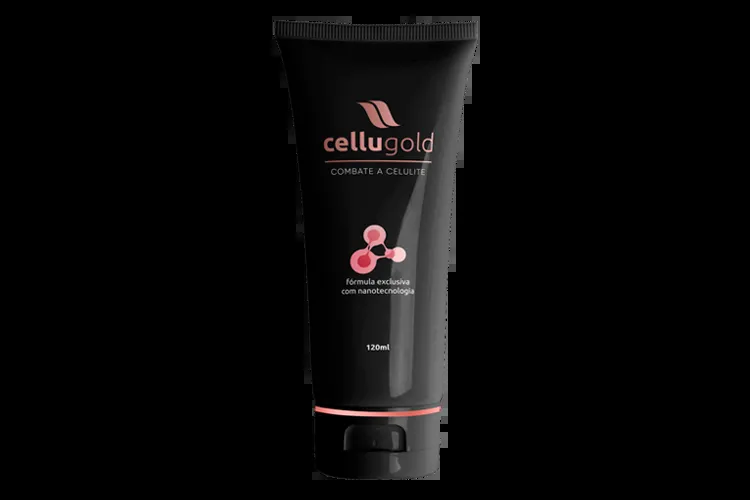 cellugold
COMBATE A CELULITE
fórmula exclusiva
com nanotecnologia
120ml